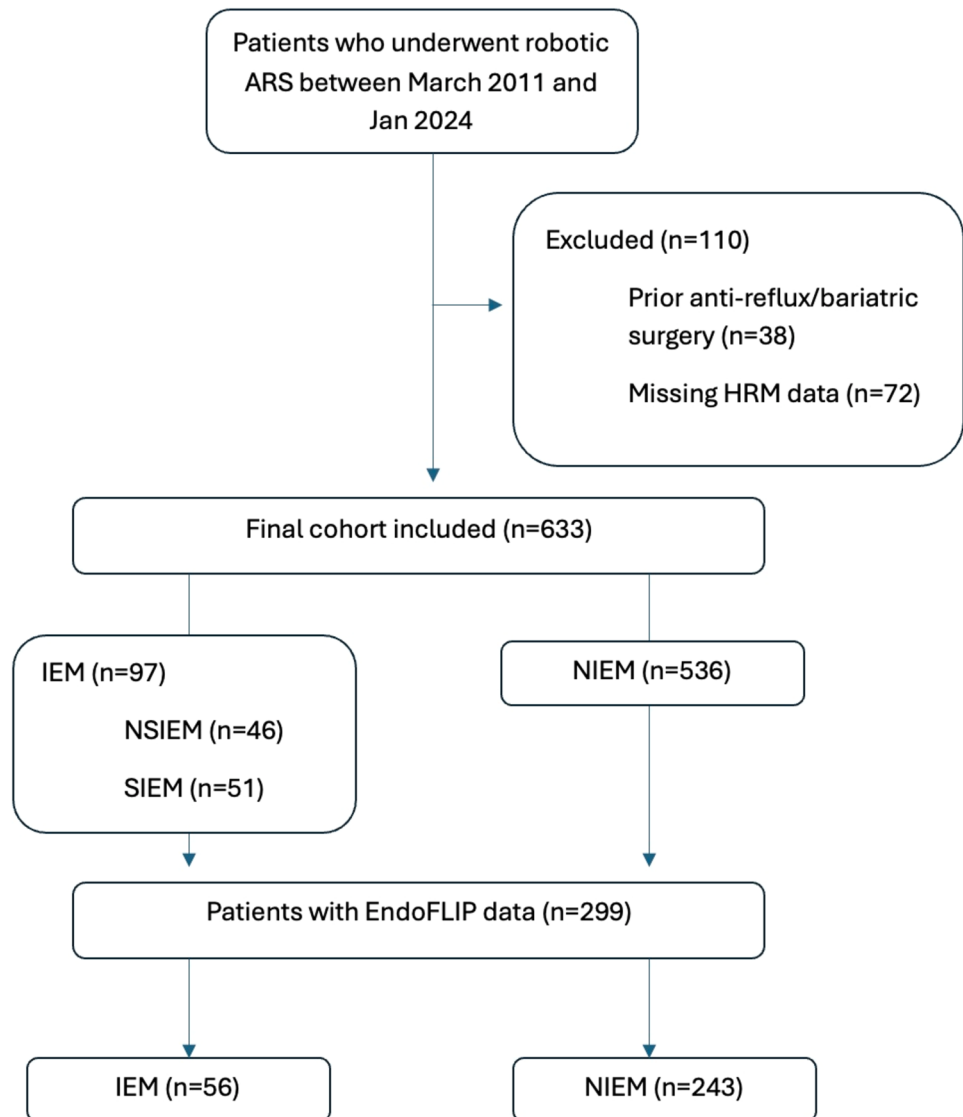 Patients who underwent robotic
ARS between March 2011 and
Jan 2024
Excluded (n=110)
Prior anti-reflux/bariatric
surgery (n=38)
Missing HRM data (n=72)
Final cohort included (n=633)
IEM (n=97)
NSIEM (n=46)
SIEM (n=51)
NIEM (n=536)
Patients with EndoFLIP data (n=299)
IEM (n=56)
NIEM (n=243)